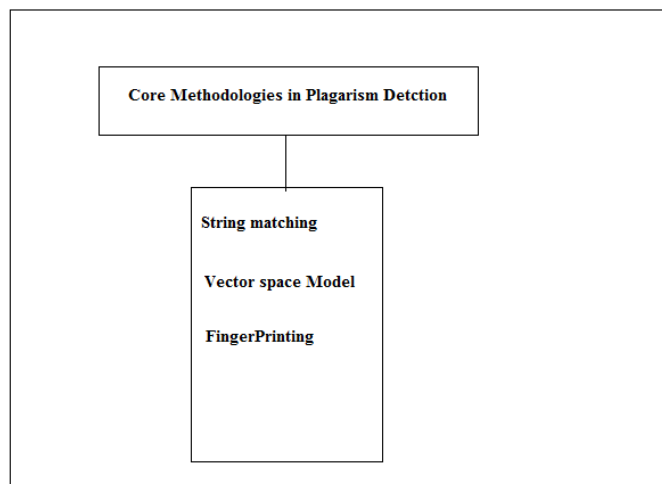 Core Methodologies in Plagarism Detction
String matching
Vector space Model
FingerPrinting